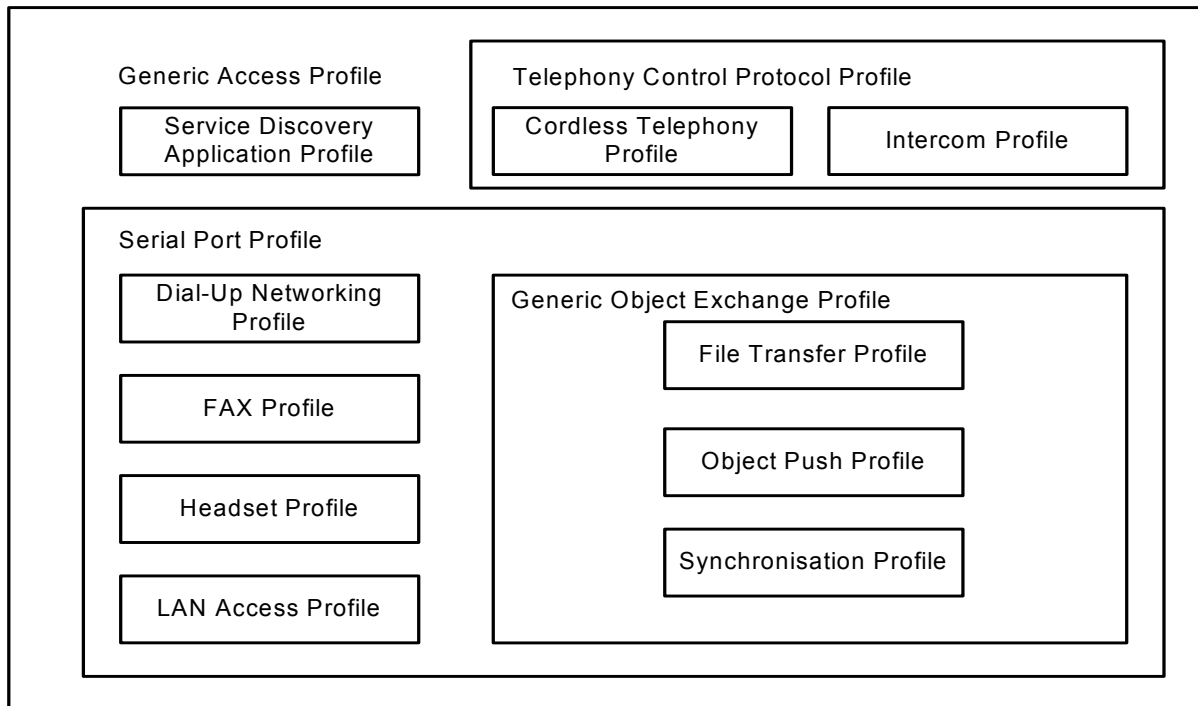 Generic Access Profile
Service Discovery
Application Profile
Telephony Control Protocol Profile
Cordless Telephony
Profile
Intercom Profile
Serial Port Profile
Dial-Up Networking
Profile
FAX Profile
Headset Profile
LAN Access Profile
Generic Object Exchange Profile
File Transfer Profile
Object Push Profile
Synchronisation Profile